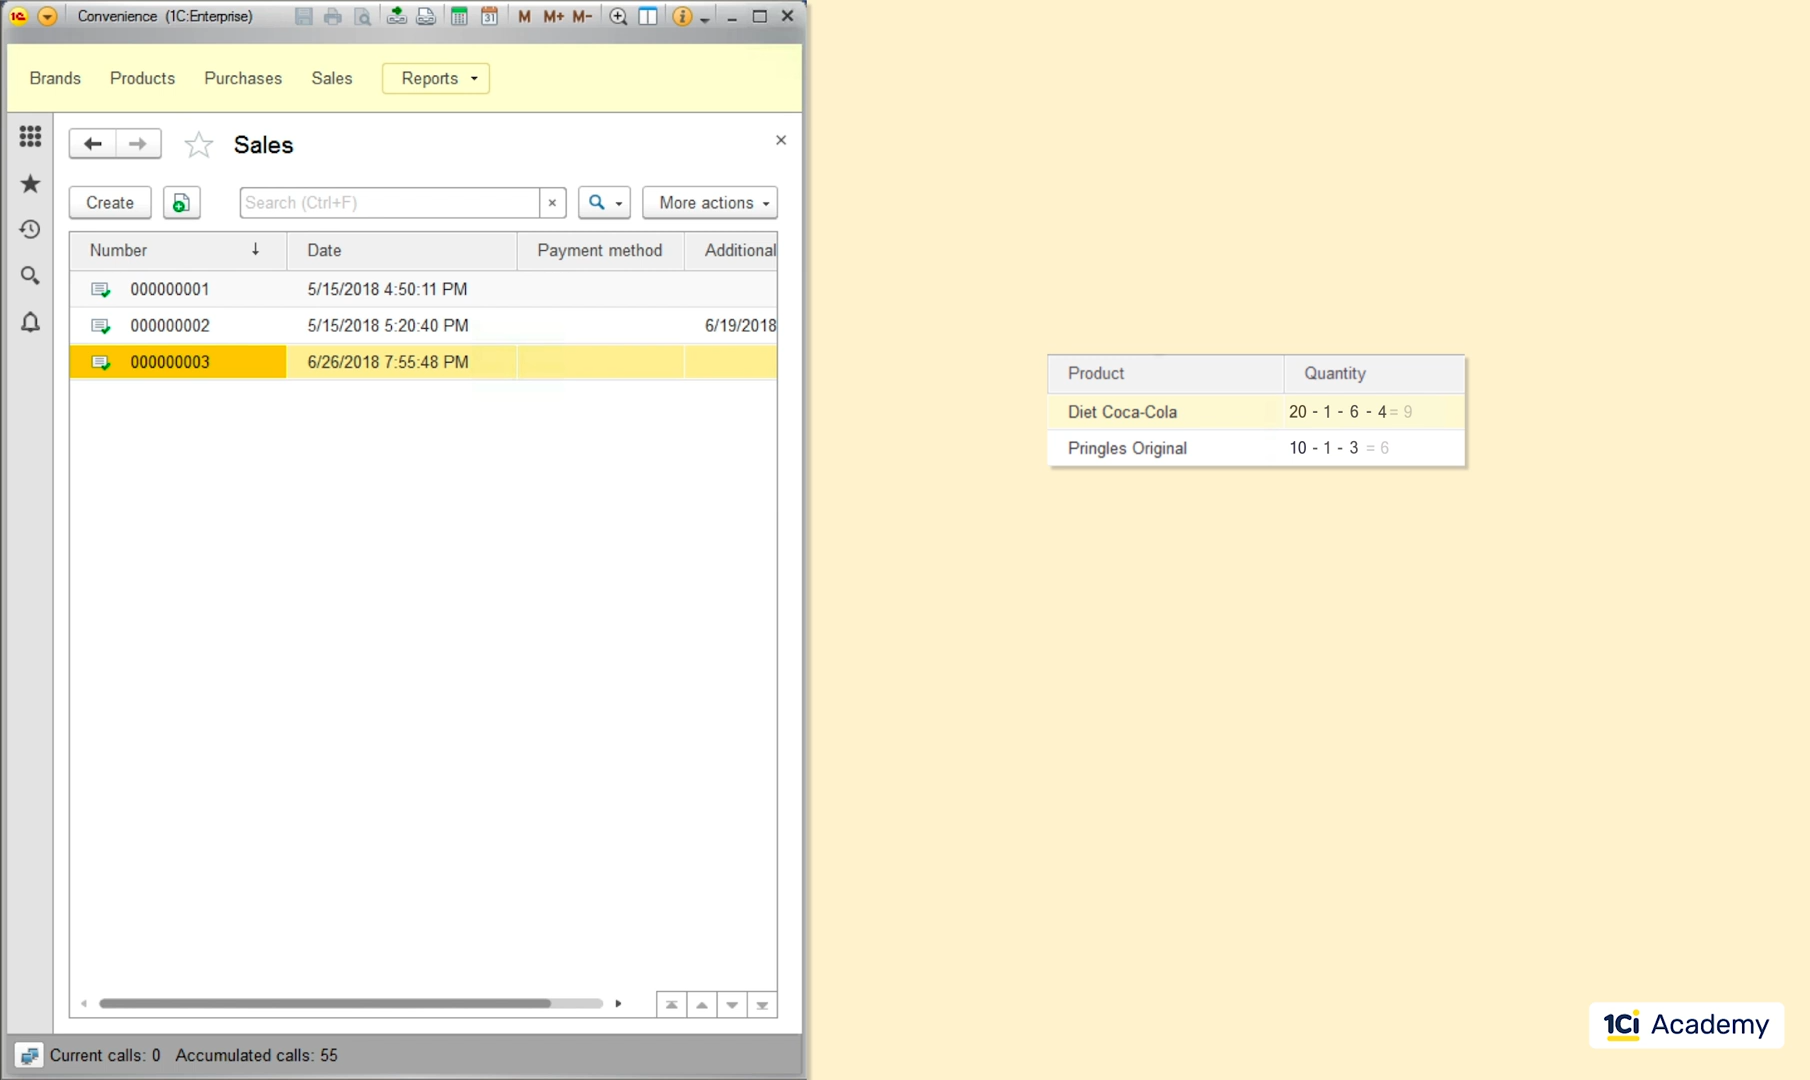 Convenience (1C:Enterprise)
31
M M+ M-
Brands Products Purchases Sales Reports
Sales
Create Search (Ctrl+F) × More actions
Number ↓ Date Payment method Additional
000000001 5/15/2018 4:50:11 PM
000000002 5/15/2018 5:20:40 PM 6/19/2018
000000003 6/26/2018 7:55:48 PM
Current calls: 0 Accumulated calls: 55
Product Quantity
Diet Coca-Cola 20 - 1 - 6 - 4 = 9
Pringles Original 10 - 1 - 3 = 6
1Ci Academy